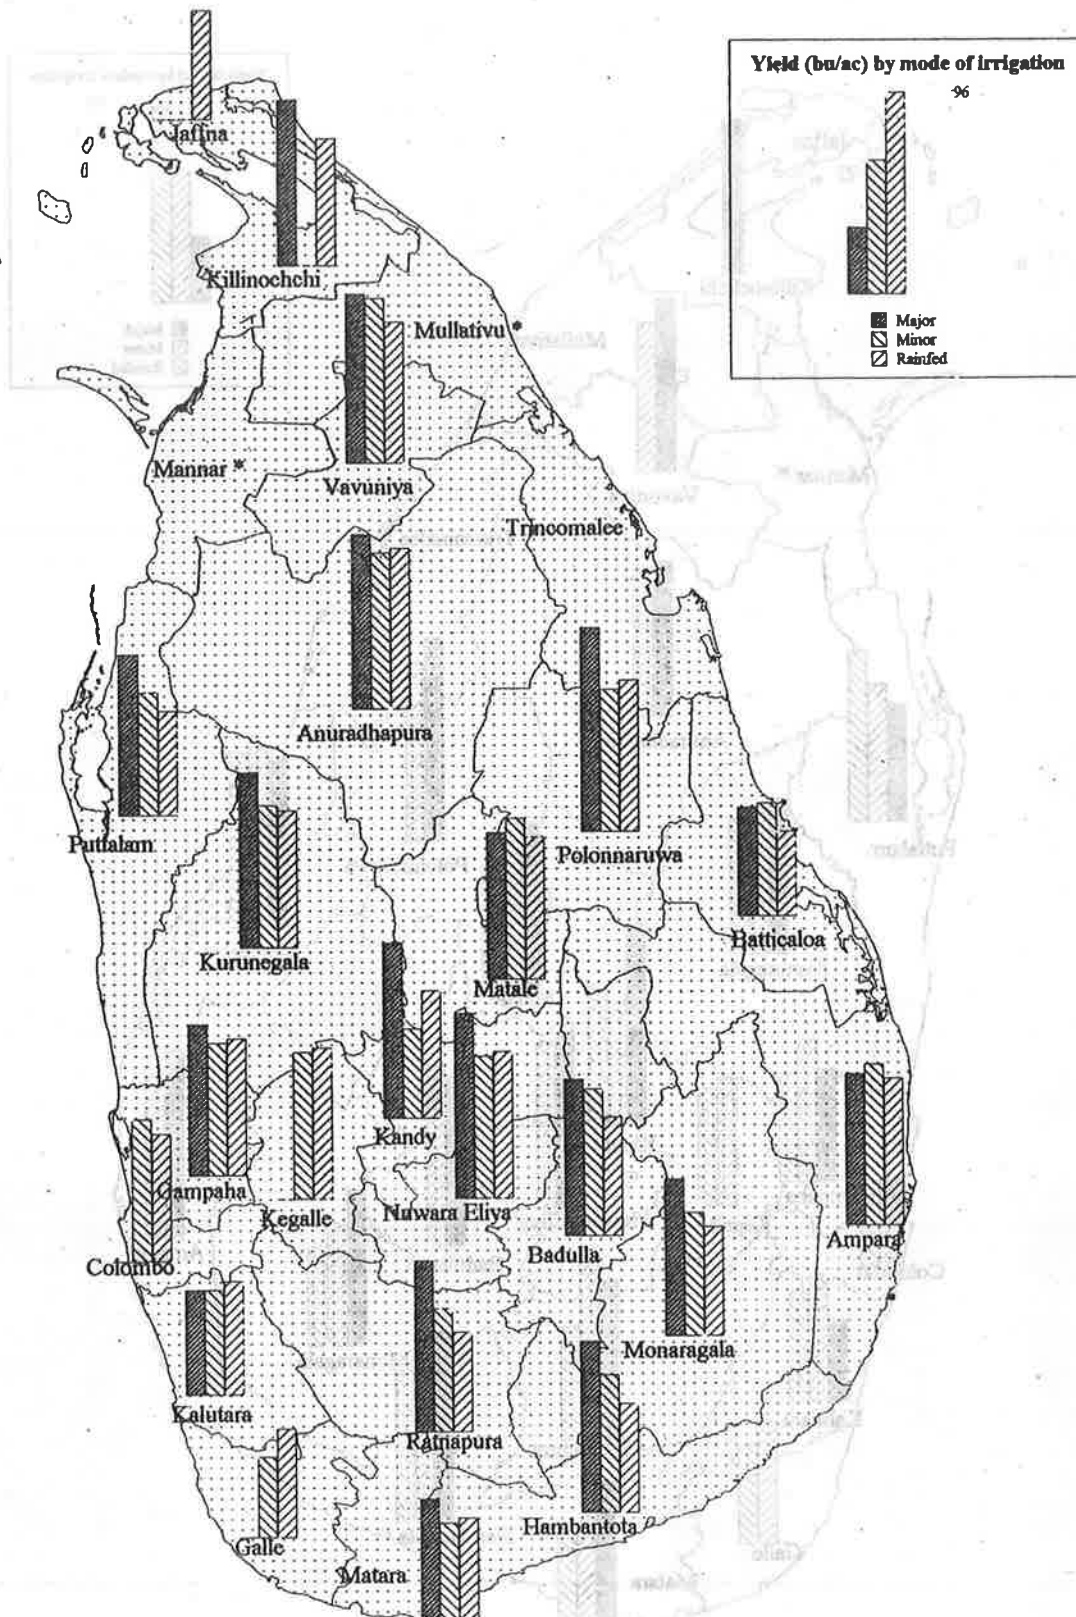 Yield (bu/ac) by mode of irrigation
96
Major
Minor
Rainfed
Jaffna
Killinochchi
Mullativu *
Mannar *
Vavuniya
Trincomalee
Anuradhapura
Puttalam
Polonnaruwa
Kurunegala
Matale
Batticaloa
Kandy
Gampaha
Kegalle
Nuwara Eliya
Badulla
Ampara
Colombo
Monaragala
Kalutara
Ratnapura
Hambantota
Galle
Matara